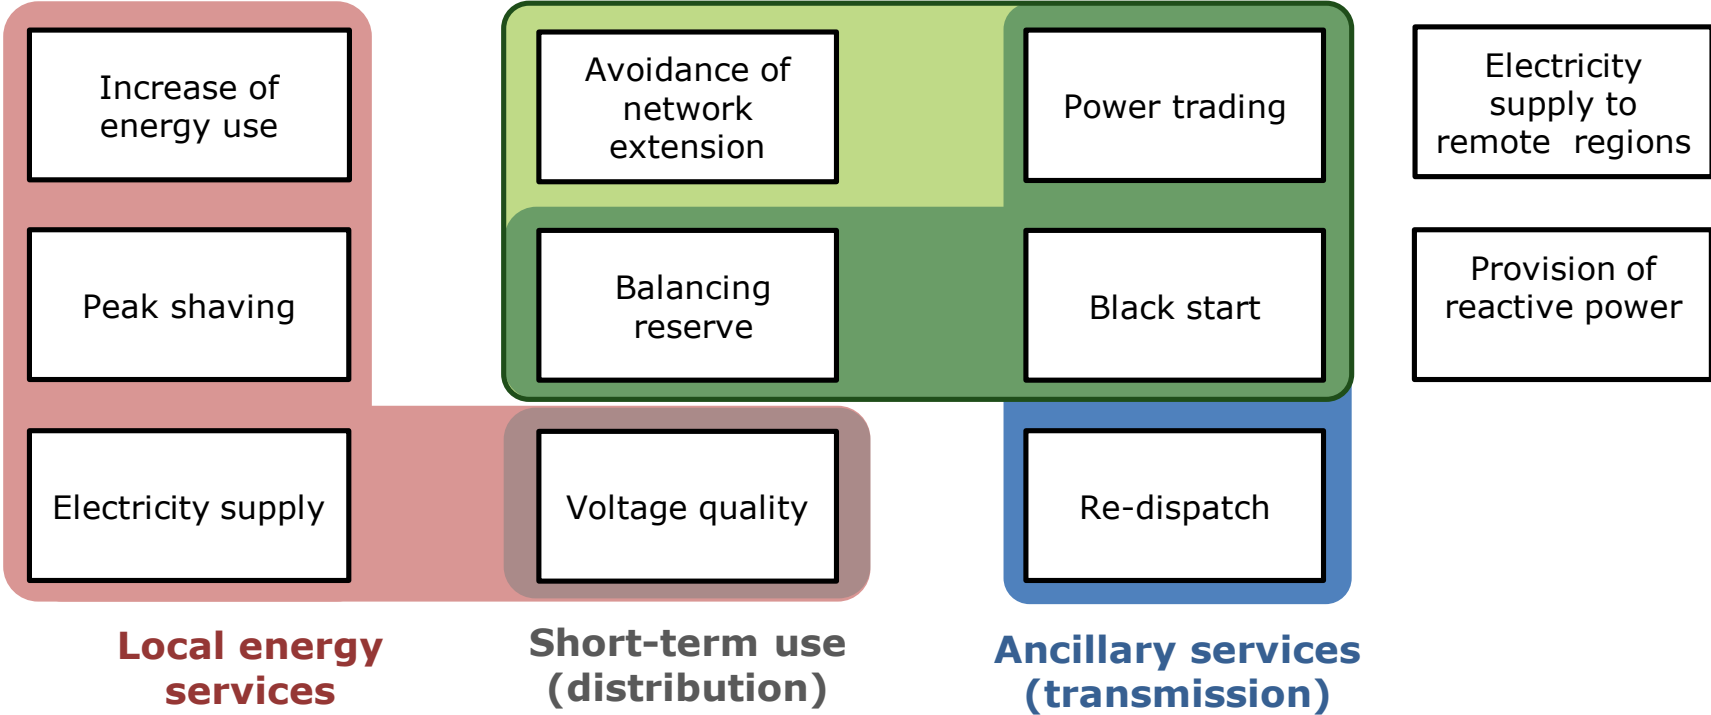 Increase of
energy use
Avoidance of
network
extension
Power trading
Electricity
supply to
remote regions
Peak shaving
Balancing
reserve
Black start
Provision of
reactive power
Electricity supply
Voltage quality
Re-dispatch
Local energy
services
Short-term use
(distribution)
Ancillary services
(transmission)